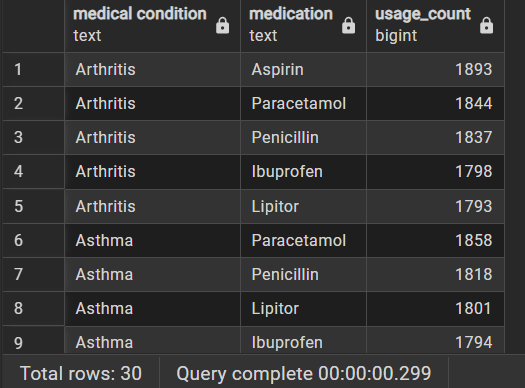 medical condition medication usage_count
text text bigint
1 Arthritis Aspirin 1893
2 Arthritis Paracetamol 1844
3 Arthritis Penicillin 1837
4 Arthritis Ibuprofen 1798
5 Arthritis Lipitor 1793
6 Asthma Paracetamol 1858
7 Asthma Penicillin 1818
8 Asthma Lipitor 1801
9 Asthma Ibuprofen 1794
Total rows: 30 Query complete 00:00:00.299